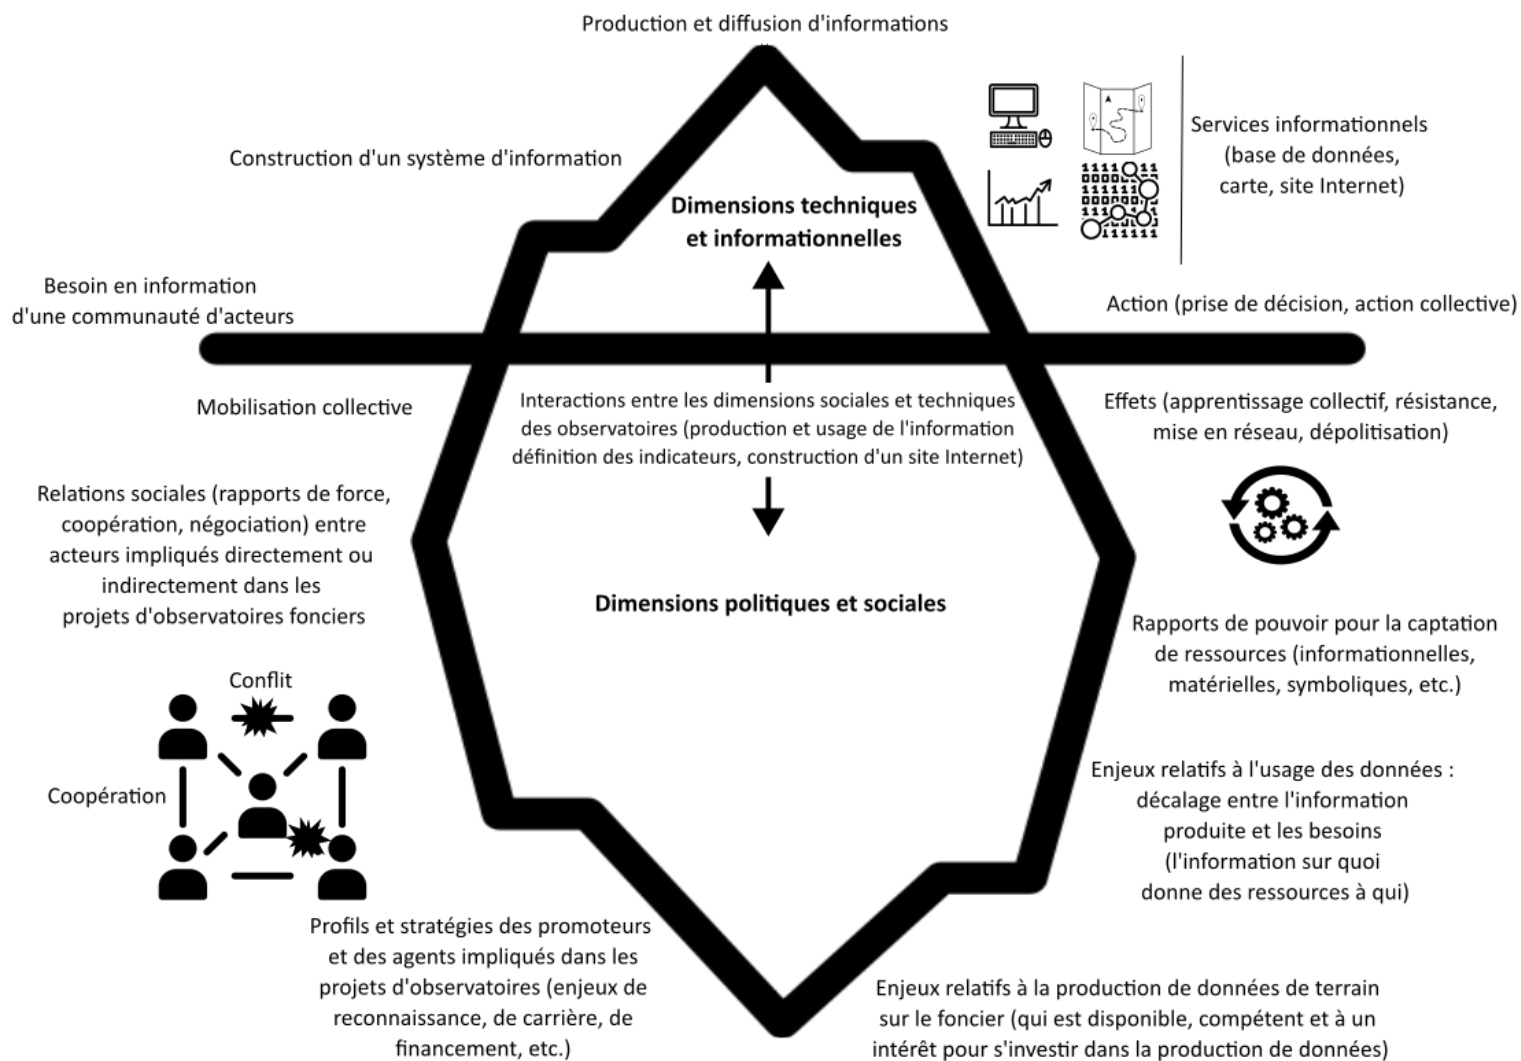 Production et diffusion d'informations
Construction d'un système d'information
Services informationnels
(base de données,
carte, site Internet)
Dimensions techniques
et informationnelles
Besoin en information
d'une communauté d'acteurs
Action (prise de décision, action collective)
Mobilisation collective
Interactions entre les dimensions sociales et techniques
des observatoires (production et usage de l'information
définition des indicateurs, construction d'un site Internet)
Effets (apprentissage collectif, résistance,
mise en réseau, dépolitisation)
Relations sociales (rapports de force,
coopération, négociation) entre
acteurs impliqués directement ou
indirectement dans les
projets d'observatoires fonciers
Dimensions politiques et sociales
Rapports de pouvoir pour la captation
de ressources (informationnelles,
matérielles, symboliques, etc.)
Conflit
Coopération
Enjeux relatifs à l'usage des données :
décalage entre l'information
produite et les besoins
(l'information sur quoi
donne des ressources à qui)
Profils et stratégies des promoteurs
et des agents impliqués dans les
projets d'observatoires (enjeux de
reconnaissance, de carrière, de
financement, etc.)
Enjeux relatifs à la production de données de terrain
sur le foncier (qui est disponible, compétent et à un
intérêt pour s'investir dans la production de données)